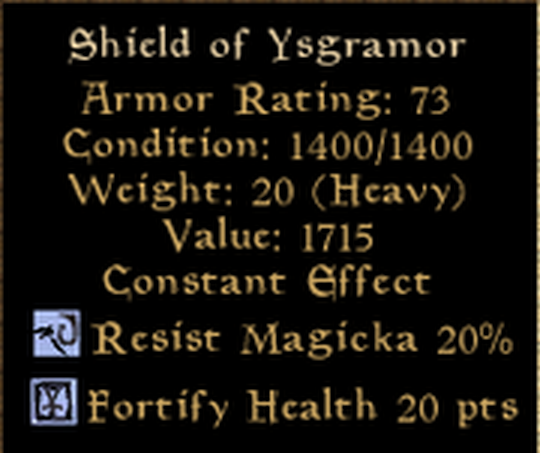 Shield of Ysgramor
Armor Rating: 73
Condition: 1400/1400
Weight: 20 (Heavy)
Value: 1715
Constant Effect
Resist Magicka 20%
Fortify Health 20 pts